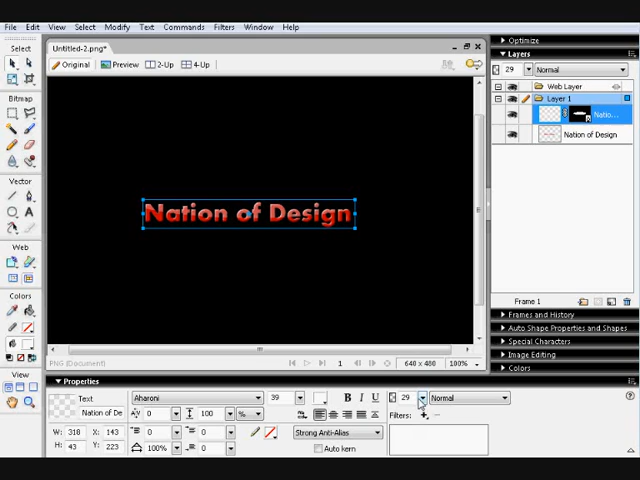 File Edit View Select Modify Text Commands Filters Window Help
Select
Untitled-2.png*
Original Preview 2-Up 4-Up
Bitmap
Vector
Web
Colors
View
Nation of Design
Optimize
Layers
29 Normal
Web Layer
Layer 1
Natio...
Nation of Design
Frame 1
Frames and History
Auto Shape Properties and Shapes
Special Characters
Image Editing
Colors
PNG (Document)
1
640 x 480
100%
Properties
Text
Aharoni
39
B I U
29
Normal
Nation of De
0
100
%
Filters:
W: 318 X: 143
H: 43 Y: 223
0
0
100%
0
Strong Anti-Alias
Auto kern